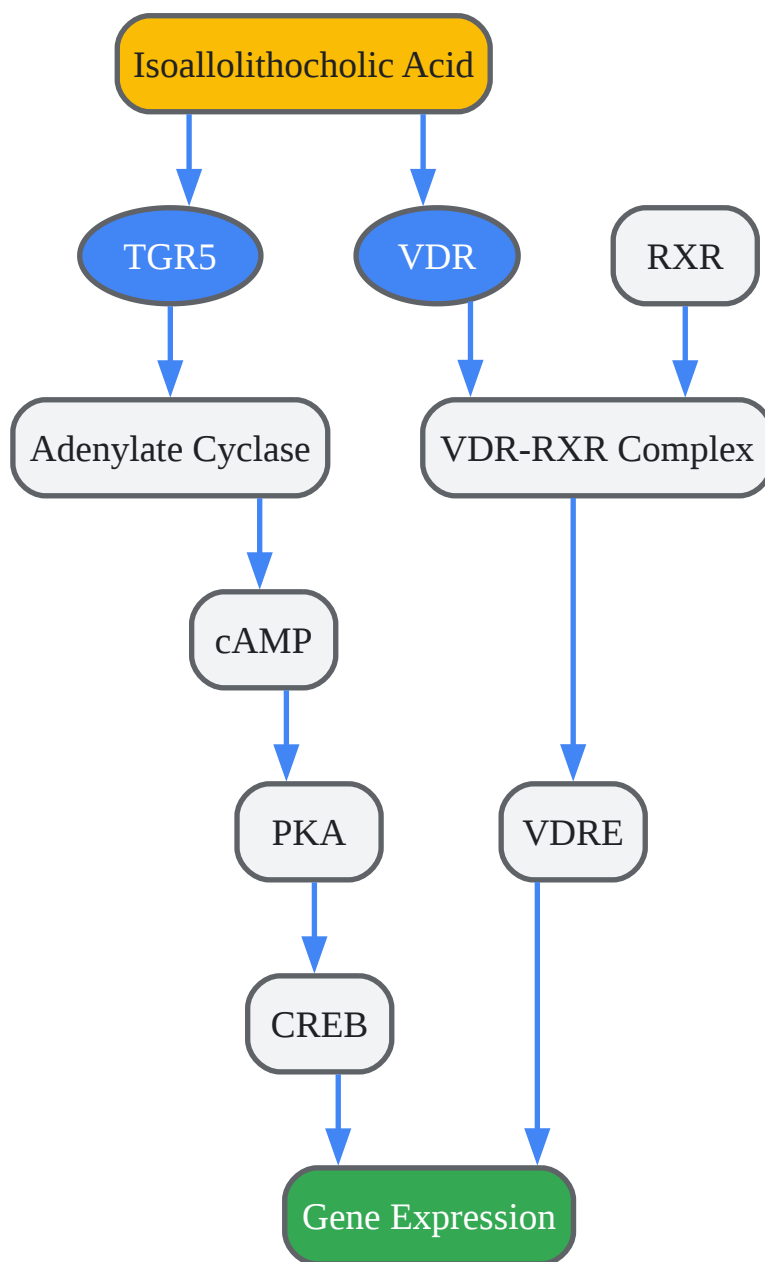 Isoallolithocholic Acid
TGR5
VDR
RXR
Adenylate Cyclase
VDR-RXR Complex
cAMP
PKA
VDRE
CREB
Gene Expression